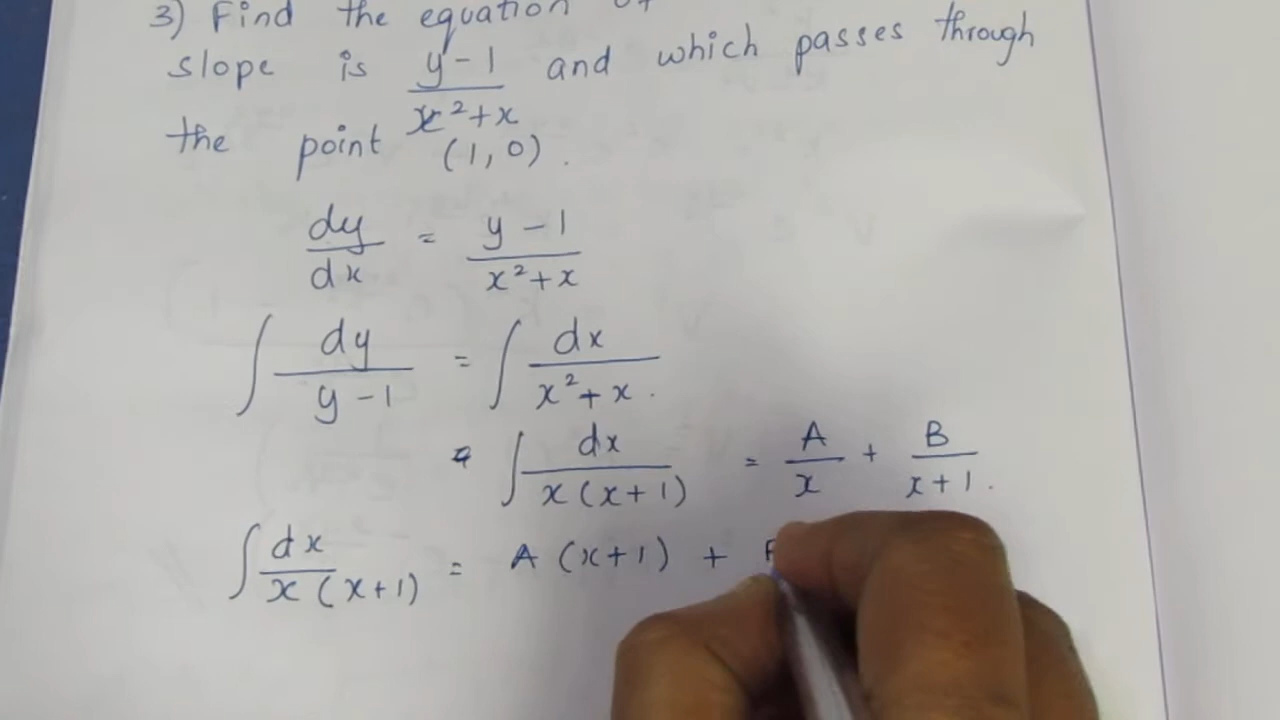 3) Find the equation of
slope is y-1/x²+x and which passes through
the point (1,0).
dy/dx = y-1/x²+x
∫ dy/y-1 = ∫ dx/x²+x.
= ∫ dx/x(x+1) = A/x + B/x+1.
∫ dx/x(x+1) = A(x+1) +